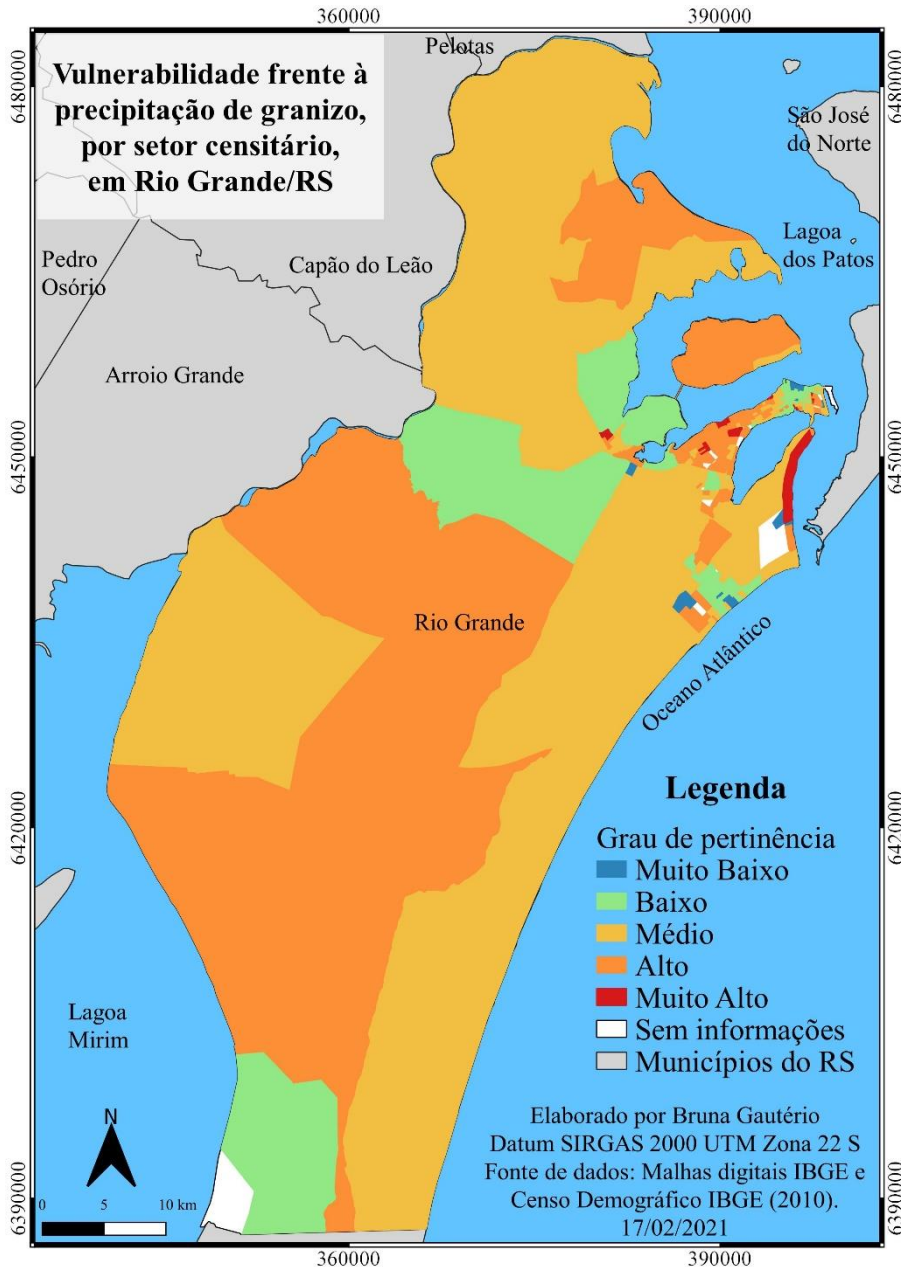 360000
390000
Vulnerabilidade frente à
precipitação de granizo,
por setor censitário,
em Rio Grande/RS
Pelotas
6480000
6480000
São José
do Norte
Lagoa
dos Patos
Pedro
Osório
Capão do Leão
Arroio Grande
6450000
6450000
Rio Grande
Oceano Atlântico
Legenda
Grau de pertinência
Muito Baixo
Baixo
Médio
Alto
Muito Alto
Sem informações
Municípios do RS
6420000
6420000
Lagoa
Mirim
N
0 5 10 km
Elaborado por Bruna Gautério
Datum SIRGAS 2000 UTM Zona 22 S
Fonte de dados: Malhas digitais IBGE e
Censo Demográfico IBGE (2010).
17/02/2021
6390000
6390000
360000
390000